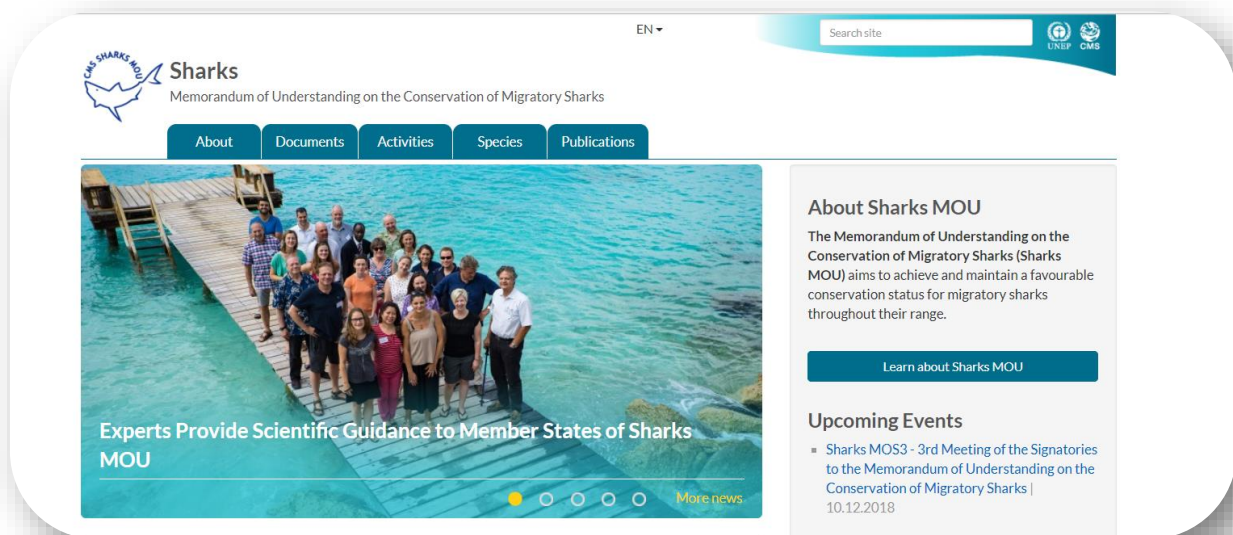 EN
Search site
UNEP
CMS
CMS SHARKS MOU
Sharks
Memorandum of Understanding on the Conservation of Migratory Sharks
About
Documents
Activities
Species
Publications
Experts Provide Scientific Guidance to Member States of Sharks
MOU
More news
About Sharks MOU
The Memorandum of Understanding on the
Conservation of Migratory Sharks (Sharks
MOU) aims to achieve and maintain a favourable
conservation status for migratory sharks
throughout their range.
Learn about Sharks MOU
Upcoming Events
Sharks MOS3 - 3rd Meeting of the Signatories
to the Memorandum of Understanding on the
Conservation of Migratory Sharks |
10.12.2018